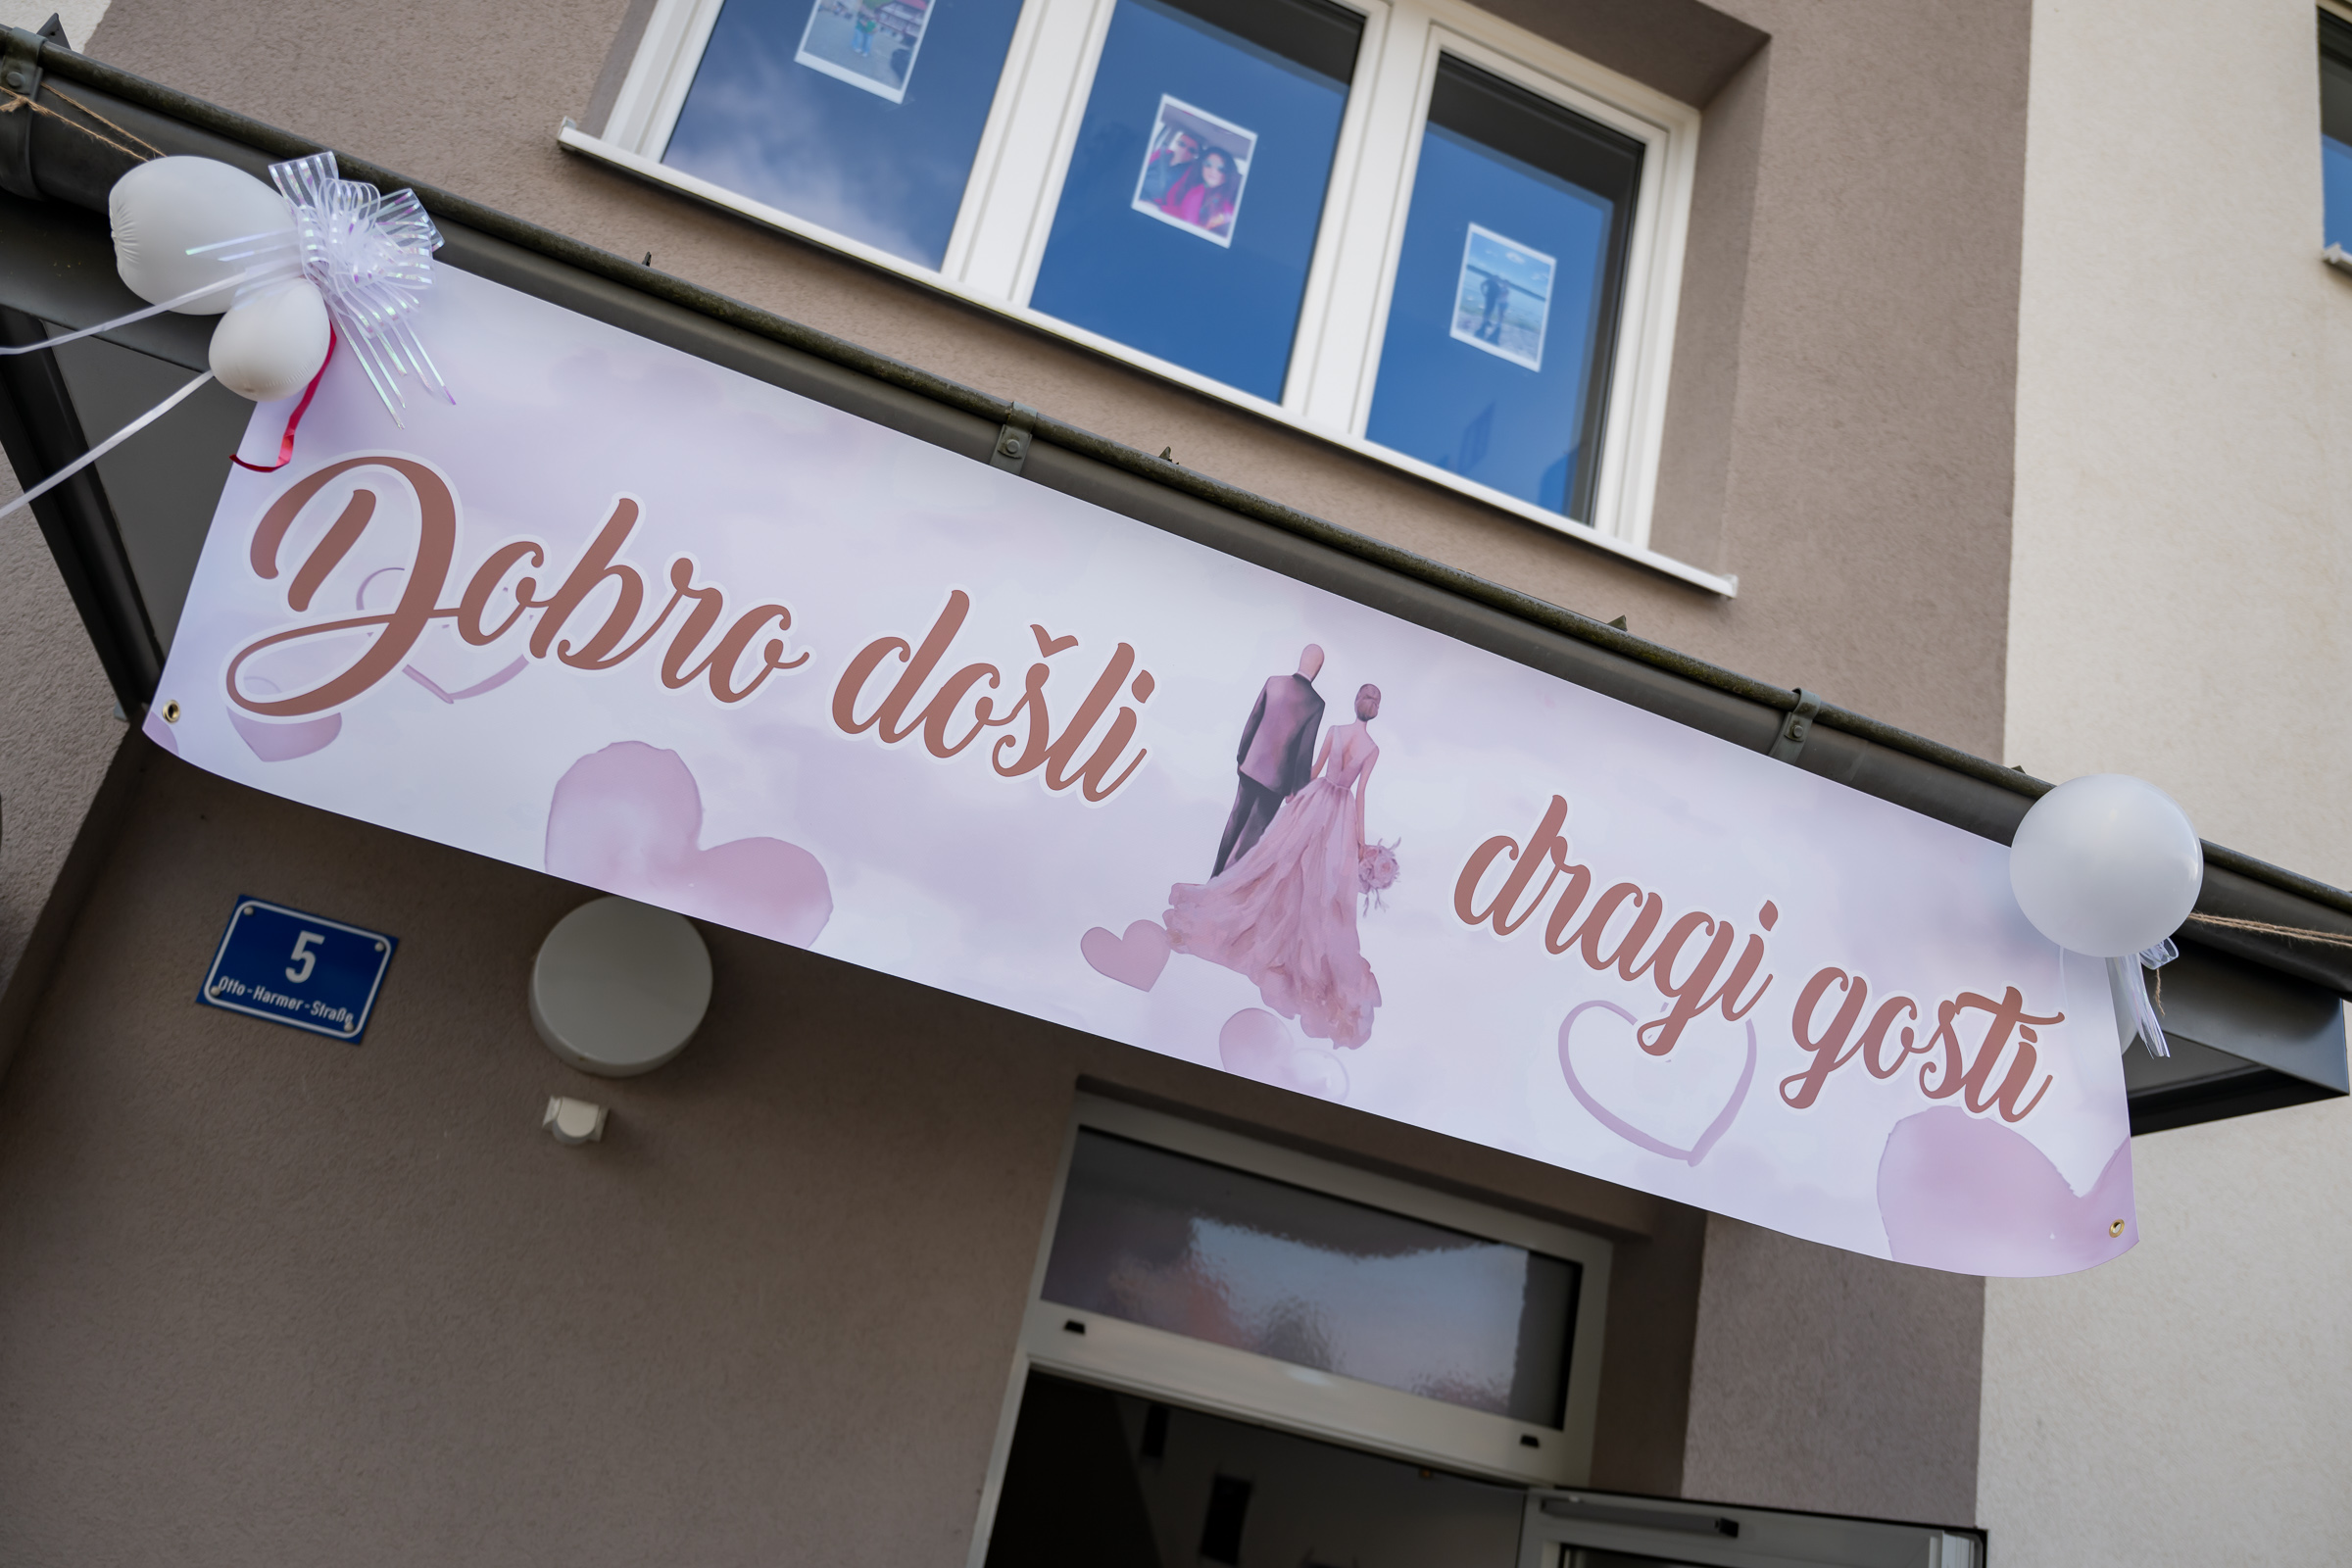 Dobro došli dragi gosti
5
Otto-Harmer-Straße